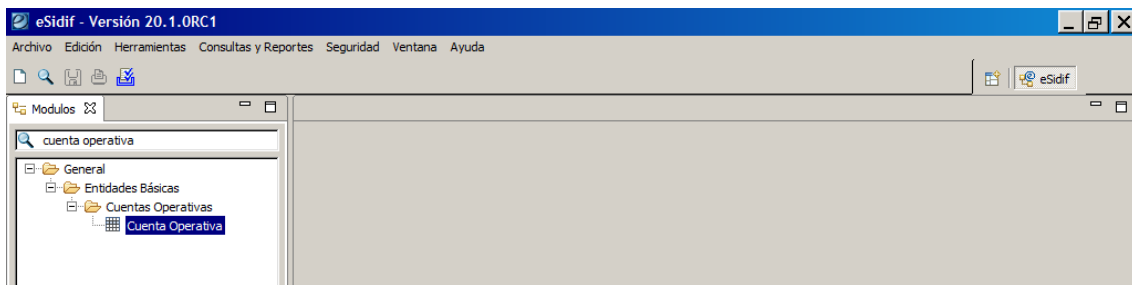 eSidif - Versión 20.1.0RC1
Archivo Edición Herramientas Consultas y Reportes Seguridad Ventana Ayuda
eSidif
Modulos
cuenta operativa
General
Entidades Básicas
Cuentas Operativas
Cuenta Operativa